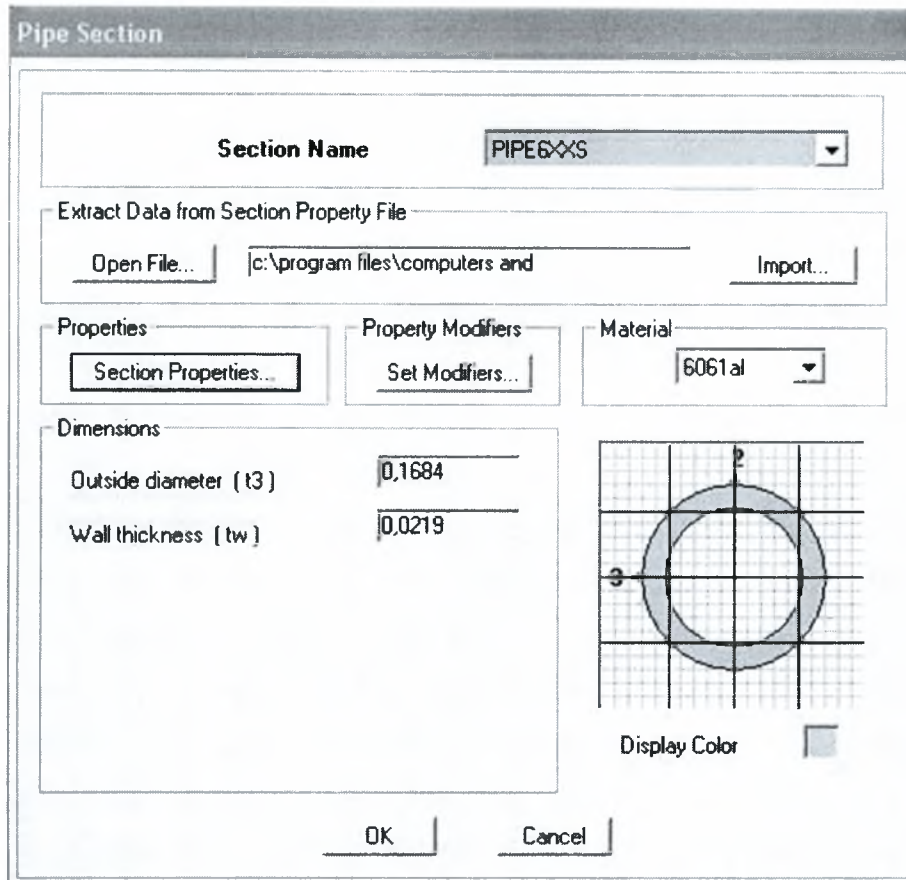 Pipe Section
Section Name PIPE6XXS
Extract Data from Section Property File
Open File... c:\program files\computers and Import...
Properties Property Modifiers Material
Section Properties... Set Modifiers... 6061al
Dimensions
Outside diameter ( t3 ) 0,1684
Wall thickness ( tw ) 0,0219
2
3
Display Color
OK Cancel